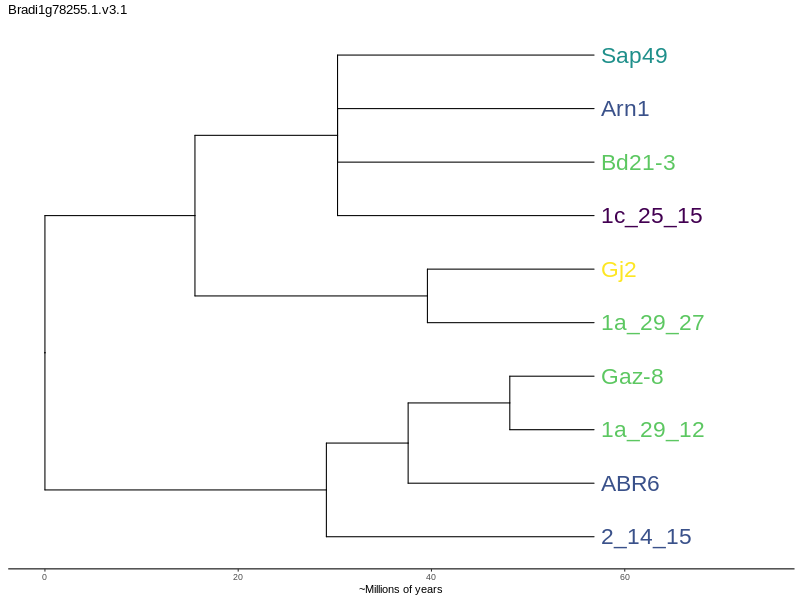 Bradi1g78255.1.v3.1
Sap49
Arn1
Bd21-3
1c_25_15
Gj2
1a_29_27
Gaz-8
1a_29_12
ABR6
2_14_15
0 20 40 60
~Millions of years